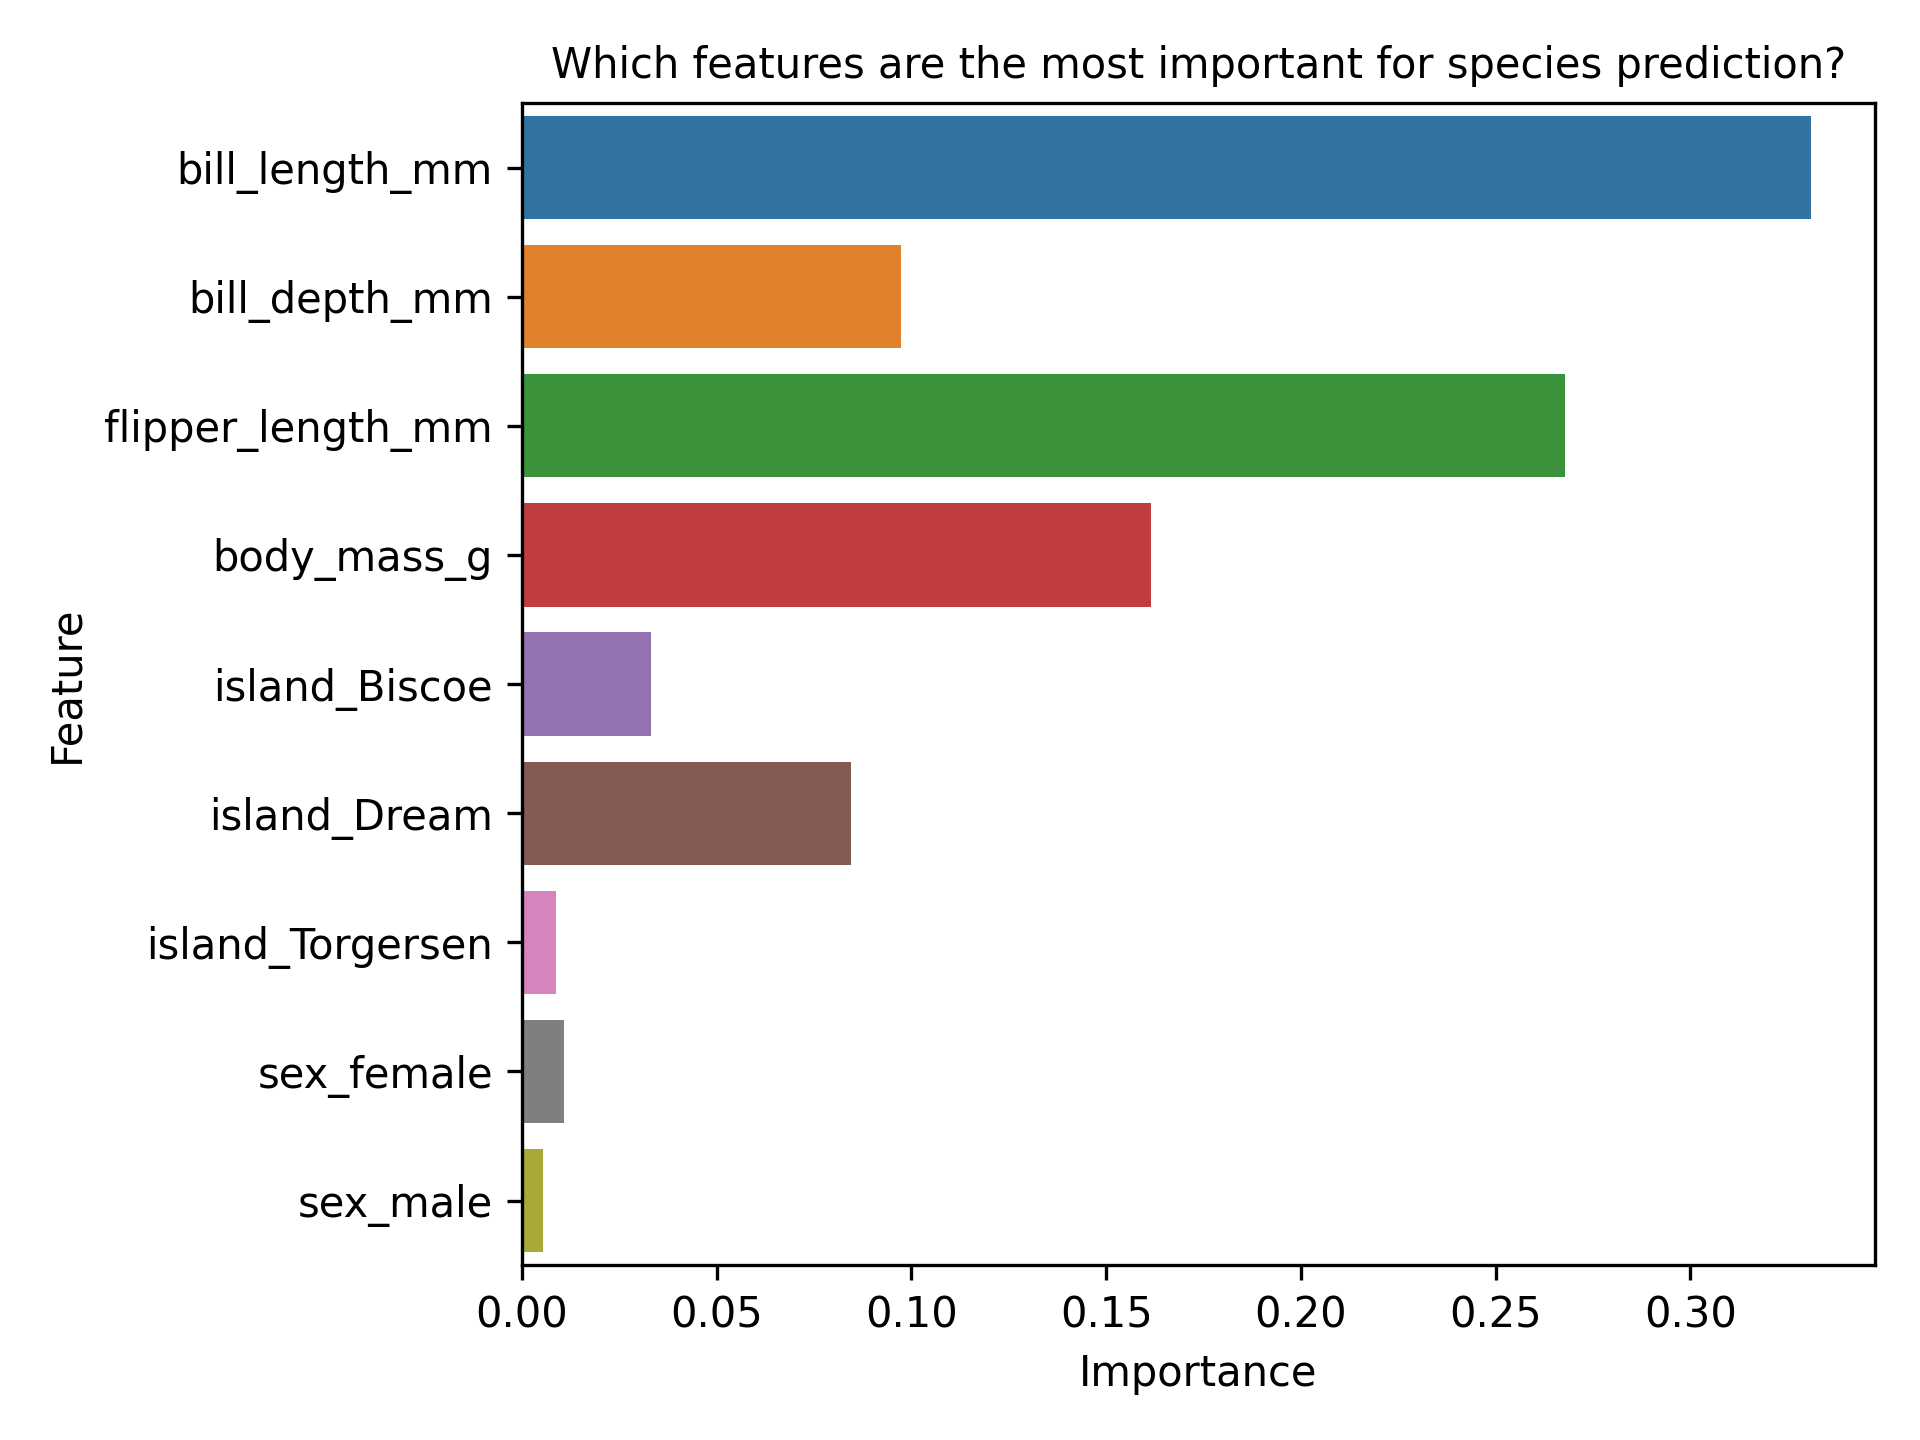 Which features are the most important for species prediction?
bill_length_mm
bill_depth_mm
flipper_length_mm
body_mass_g
island_Biscoe
island_Dream
island_Torgersen
sex_female
sex_male
Feature
0.00 0.05 0.10 0.15 0.20 0.25 0.30
Importance